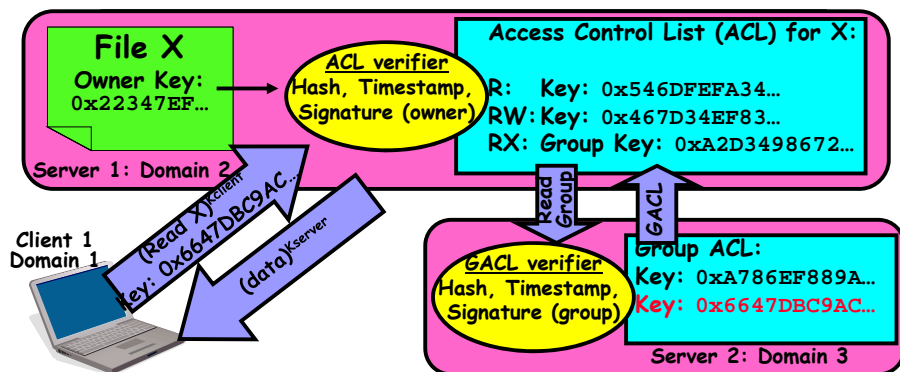 File X
Owner Key:
0x22347EF…
Server 1: Domain 2
ACL verifier
Hash, Timestamp,
Signature (owner)
Access Control List (ACL) for X:
R: Key: 0x546DFEFA34…
RW: Key: 0x467D34EF83…
RX: Group Key: 0xA2D3498672…
Client 1
Domain 1
(Read X)Kclient
Key: 0x6647DBC9AC…
(data)Kserver
Read
Group
GACL
GACL verifier
Hash, Timestamp,
Signature (group)
Group ACL:
Key: 0xA786EF889A…
Key: 0x6647DBC9AC…
Server 2: Domain 3